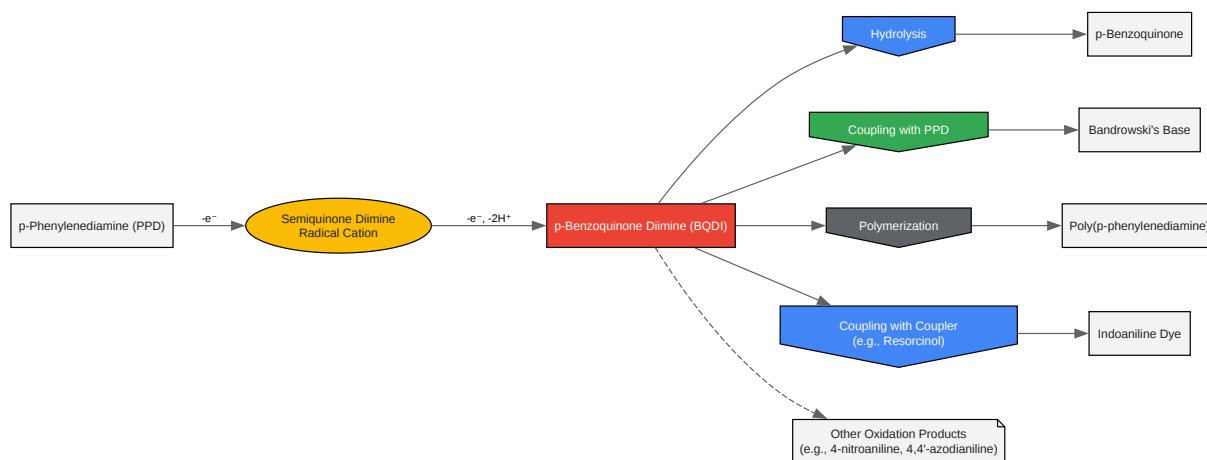 Hydrolysis
p-Benzoquinone
Coupling with PPD
Bandrowski's Base
p-Phenylenediamine (PPD)
-e⁻
Semiquinone Diimine
Radical Cation
-e⁻, -2H⁺
p-Benzoquinone Diimine (BQDI)
Polymerization
Poly(p-phenylenediamine)
Coupling with Coupler
(e.g., Resorcinol)
Indoaniline Dye
Other Oxidation Products
(e.g., 4-nitroaniline, 4,4'-azodianiline)